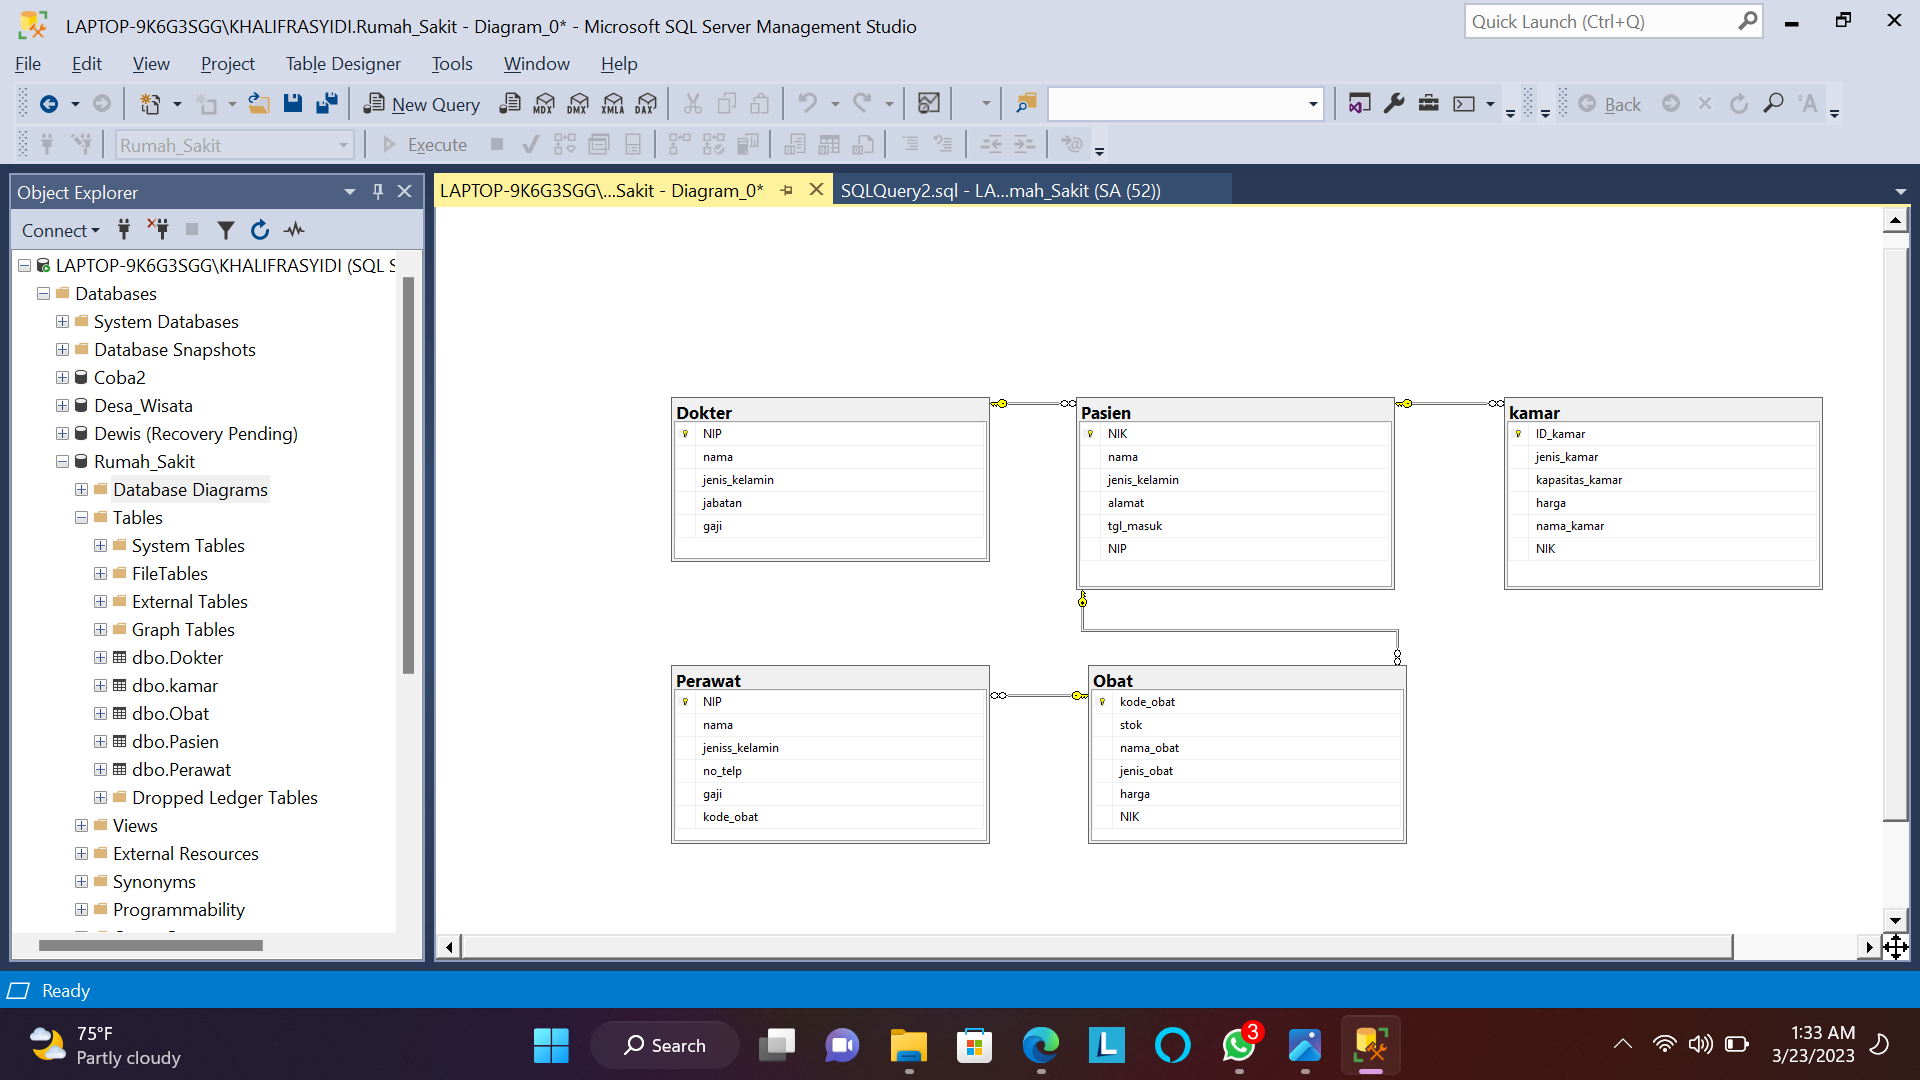 LAPTOP-9K6G3SGG\KHALIFRASYIDI.Rumah_Sakit - Diagram_0* - Microsoft SQL Server Management Studio
Quick Launch (Ctrl+Q)
File Edit View Project Table Designer Tools Window Help
New Query MDX DMX XMLA DAX Back
Rumah_Sakit Execute
Object Explorer
Connect
LAPTOP-9K6G3SGG\KHALIFRASYIDI (SQL S
Databases
System Databases
Database Snapshots
Coba2
Desa_Wisata
Dewis (Recovery Pending)
Rumah_Sakit
Database Diagrams
Tables
System Tables
FileTables
External Tables
Graph Tables
dbo.Dokter
dbo.kamar
dbo.Obat
dbo.Pasien
dbo.Perawat
Dropped Ledger Tables
Views
External Resources
Synonyms
Programmability
LAPTOP-9K6G3SGG\...Sakit - Diagram_0*
SQLQuery2.sql - LA...mah_Sakit (SA (52))
Dokter
NIP
nama
jenis_kelamin
jabatan
gaji
Pasien
NIK
nama
jenis_kelamin
alamat
tgl_masuk
NIP
kamar
ID_kamar
jenis_kamar
kapasitas_kamar
harga
nama_kamar
NIK
Perawat
NIP
nama
jeniss_kelamin
no_telp
gaji
kode_obat
Obat
kode_obat
stok
nama_obat
jenis_obat
harga
NIK
Ready
75°F
Partly cloudy
Search
L
3
1:33 AM
3/23/2023